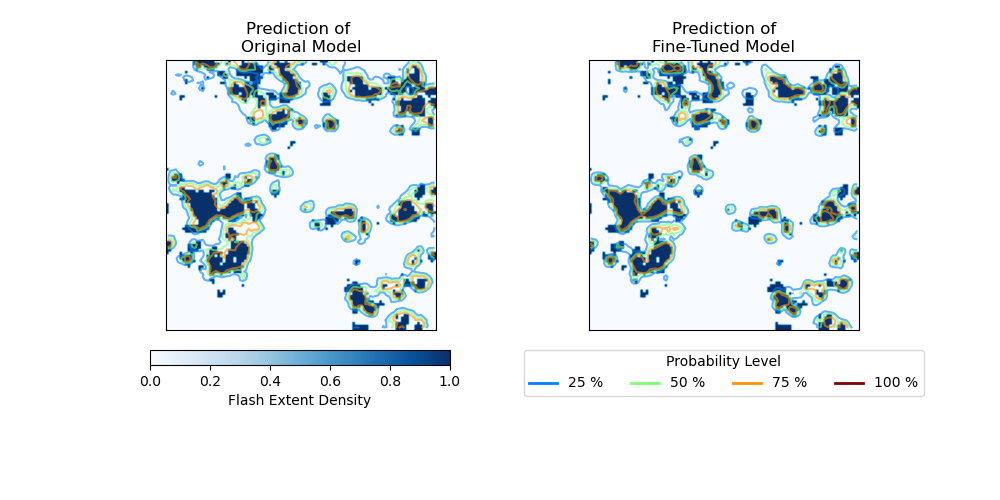 Prediction of
Original Model
Prediction of
Fine-Tuned Model
0.0 0.2 0.4 0.6 0.8 1.0
Flash Extent Density
Probability Level
25 % 50 % 75 % 100 %